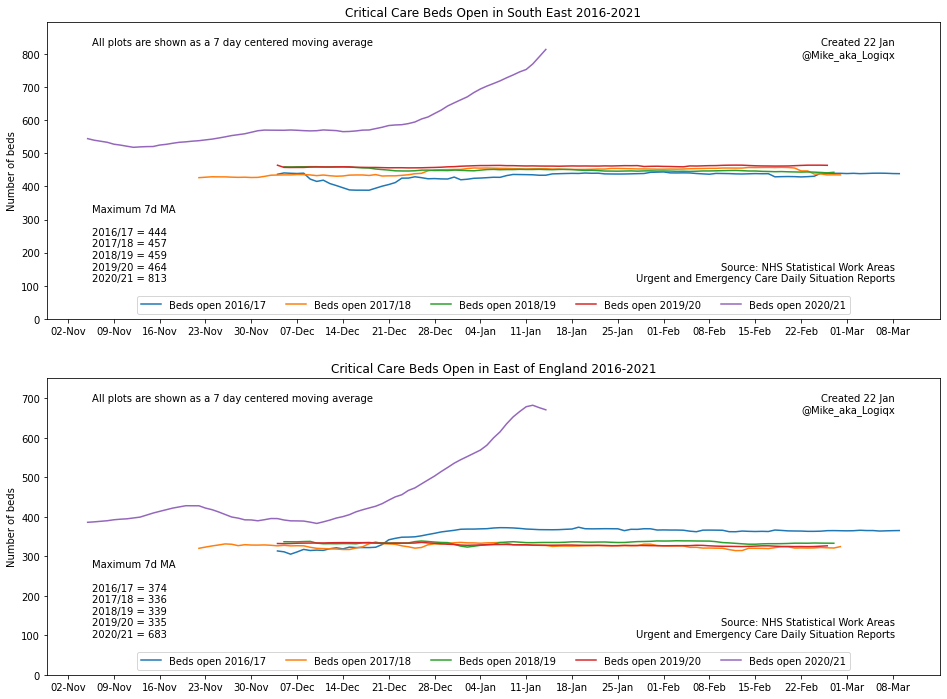 Critical Care Beds Open in South East 2016-2021
All plots are shown as a 7 day centered moving average
Created 22 Jan
@Mike_aka_Logiqx
Number of beds
800
700
600
500
400
300
200
100
0
Maximum 7d MA
2016/17 = 444
2017/18 = 457
2018/19 = 459
2019/20 = 464
2020/21 = 813
Source: NHS Statistical Work Areas
Urgent and Emergency Care Daily Situation Reports
Beds open 2016/17 Beds open 2017/18 Beds open 2018/19 Beds open 2019/20 Beds open 2020/21
02-Nov 09-Nov 16-Nov 23-Nov 30-Nov 07-Dec 14-Dec 21-Dec 28-Dec 04-Jan 11-Jan 18-Jan 25-Jan 01-Feb 08-Feb 15-Feb 22-Feb 01-Mar 08-Mar
Critical Care Beds Open in East of England 2016-2021
All plots are shown as a 7 day centered moving average
Created 22 Jan
@Mike_aka_Logiqx
Number of beds
700
600
500
400
300
200
100
0
Maximum 7d MA
2016/17 = 374
2017/18 = 336
2018/19 = 339
2019/20 = 335
2020/21 = 683
Source: NHS Statistical Work Areas
Urgent and Emergency Care Daily Situation Reports
Beds open 2016/17 Beds open 2017/18 Beds open 2018/19 Beds open 2019/20 Beds open 2020/21
02-Nov 09-Nov 16-Nov 23-Nov 30-Nov 07-Dec 14-Dec 21-Dec 28-Dec 04-Jan 11-Jan 18-Jan 25-Jan 01-Feb 08-Feb 15-Feb 22-Feb 01-Mar 08-Mar